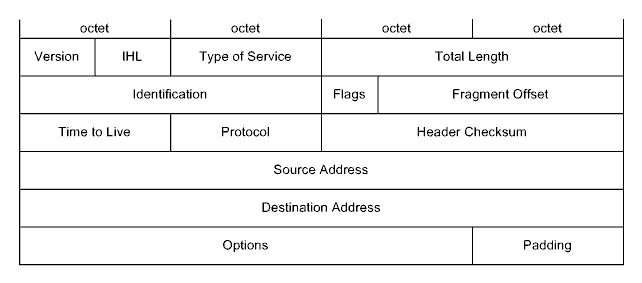 octet octet octet octet
Version IHL Type of Service Total Length
Identification Flags Fragment Offset
Time to Live Protocol Header Checksum
Source Address
Destination Address
Options Padding